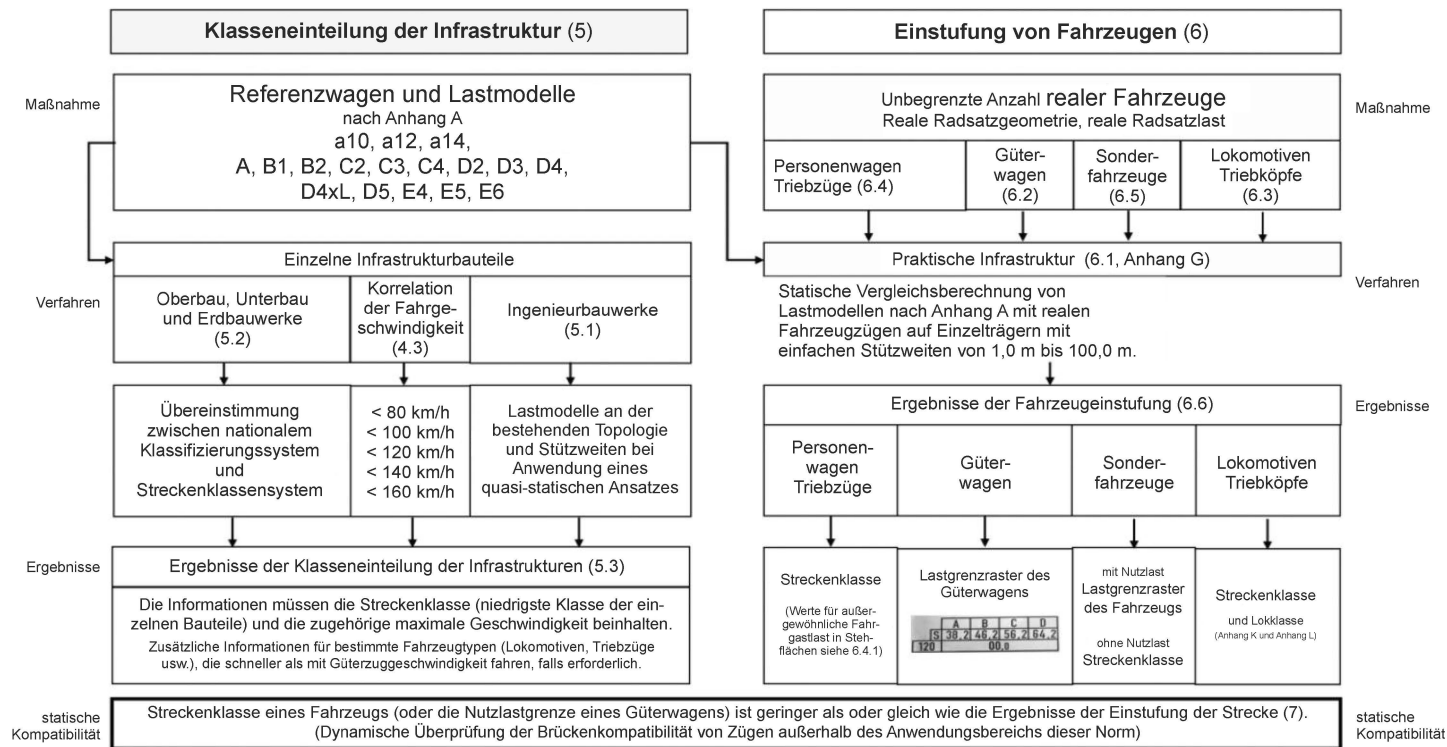 Klasseneinteilung der Infrastruktur (5)
Maßnahme
Referenzwagen und Lastmodelle
nach Anhang A
a10, a12, a14,
A, B1, B2, C2, C3, C4, D2, D3, D4,
D4xL, D5, E4, E5, E6
Einzelne Infrastrukturbauteile
Verfahren
Oberbau, Unterbau
und Erdbauwerke
(5.2)
Korrelation
der Fahrge-
schwindigkeit
(4.3)
Ingenieurbauwerke
(5.1)
Übereinstimmung
zwischen nationalem
Klassifizierungssystem
und
Streckenklassensystem
< 80 km/h
< 100 km/h
< 120 km/h
< 140 km/h
< 160 km/h
Lastmodelle an der
bestehenden Topologie
und Stützweiten bei
Anwendung eines
quasi-statischen Ansatzes
Ergebnisse
Ergebnisse der Klasseneinteilung der Infrastrukturen (5.3)
Die Informationen müssen die Streckenklasse (niedrigste Klasse der ein-
zelnen Bauteile) und die zugehörige maximale Geschwindigkeit beinhalten.
Zusätzliche Informationen für bestimmte Fahrzeugtypen (Lokomotiven, Triebzüge
usw.), die schneller als mit Güterzuggeschwindigkeit fahren, falls erforderlich.
Einstufung von Fahrzeugen (6)
Maßnahme
Unbegrenzte Anzahl realer Fahrzeuge
Reale Radsatzgeometrie, reale Radsatzlast
Personenwagen
Triebzüge (6.4)
Güter-
wagen
(6.2)
Sonder-
fahrzeuge
(6.5)
Lokomotiven
Triebköpfe
(6.3)
Praktische Infrastruktur (6.1, Anhang G)
Verfahren
Statische Vergleichsberechnung von
Lastmodellen nach Anhang A mit realen
Fahrzeugzügen auf Einzelträgern mit
einfachen Stützweiten von 1,0 m bis 100,0 m.
Ergebnisse der Fahrzeugeinstufung (6.6)
Ergebnisse
Personen-
wagen
Triebzüge
Güter-
wagen
Sonder-
fahrzeuge
Lokomotiven
Triebköpfe
Streckenklasse
(Werte für außer-
gewöhnliche Fahr-
gastlast in Steh-
flächen siehe 6.4.1)
Lastgrenzraster des
Güterwagens
A B C D
S 38,2 46,2 56,2 64,2
120 00,0
mit Nutzlast
Lastgrenzraster
des Fahrzeugs
ohne Nutzlast
Streckenklasse
Streckenklasse
und Lokklasse
(Anhang K und Anhang L)
statische
Kompatibilität
Streckenklasse eines Fahrzeugs (oder die Nutzlastgrenze eines Güterwagens) ist geringer als oder gleich wie die Ergebnisse der Einstufung der Strecke (7).
(Dynamische Überprüfung der Brückenkompatibilität von Zügen außerhalb des Anwendungsbereichs dieser Norm)
statische
Kompatibilität